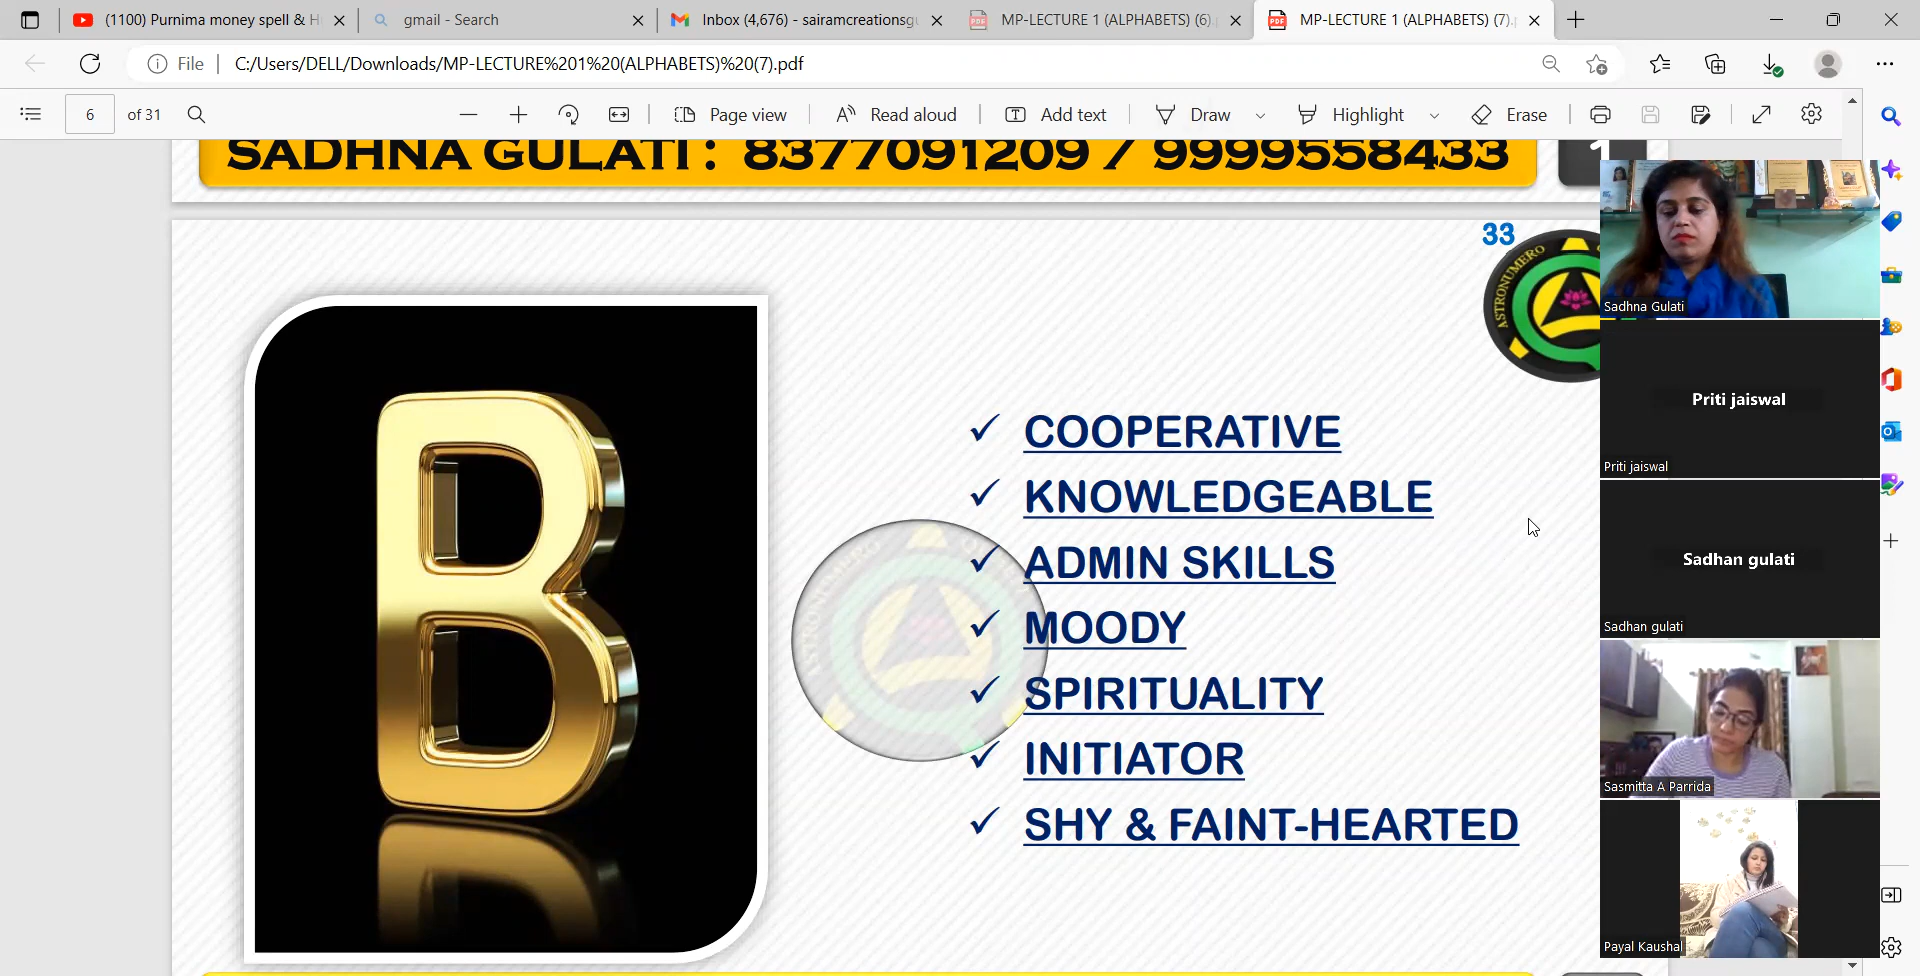 (1100) Purnima money spell & H
gmail - Search
Inbox (4,676) - sairamcreationsgu
MP-LECTURE 1 (ALPHABETS) (6).
MP-LECTURE 1 (ALPHABETS) (7).
File
C:/Users/DELL/Downloads/MP-LECTURE%201%20(ALPHABETS)%20(7).pdf
6 of 31
Page view
Read aloud
Add text
Draw
Highlight
Erase
SADHNA GULATI : 8377091209 / 9999558433
1
33
ASTRONUMERO
B
COOPERATIVE
KNOWLEDGEABLE
ADMIN SKILLS
MOODY
SPIRITUALITY
INITIATOR
SHY & FAINT-HEARTED
Sadhna Gulati
Priti jaiswal
Priti jaiswal
Sadhan gulati
Sadhan gulati
Sasmitta A Parrida
Payal Kaushal